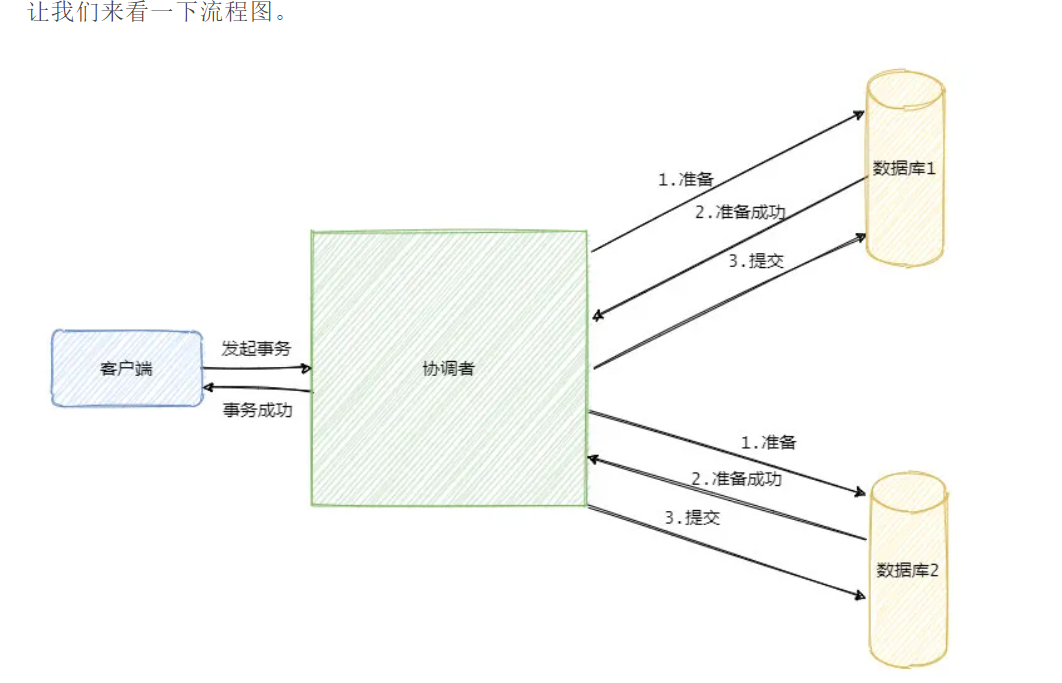 让我们来看一下流程图。
数据库1
1.准备
2.准备成功
3.提交
发起事务
客户端
协调者
事务成功
1.准备
2.准备成功
3.提交
数据库2